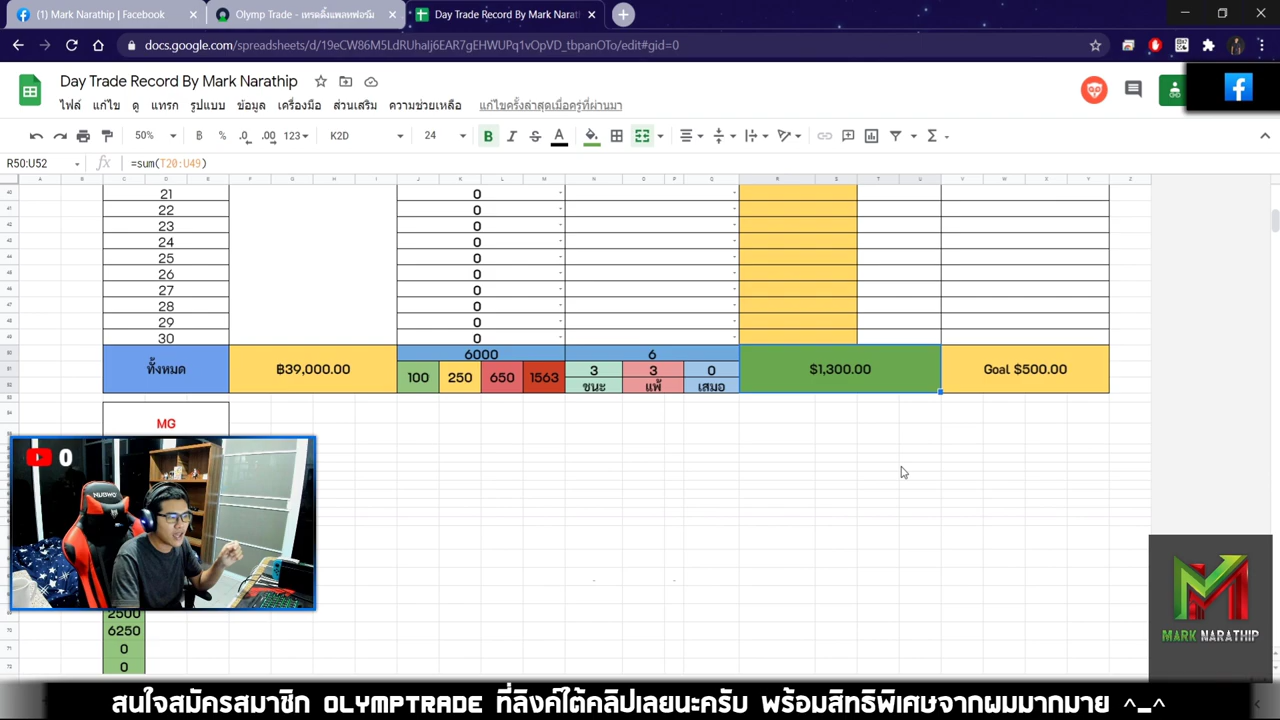 (1) Mark Narathip | Facebook
Olymp Trade - เทรดดิ้งแพลทฟอร์ม
Day Trade Record By Mark Narat
docs.google.com/spreadsheets/d/19eCW86M5LdRUhaIj6EAR7gEHWUPq1vOpVD_tbpanOTo/edit#gid=0
Day Trade Record By Mark Narathip
ไฟล์ แก้ไข ดู แทรก รูปแบบ ข้อมูล เครื่องมือ ส่วนเสริม ความช่วยเหลือ แก้ไขครั้งล่าสุดเมื่อครู่ที่ผ่านมา
50% ฿ % .0 .00 123 K2D 24 B I S A
R50:U52 fx =sum(T20:U49)
A B C D E F G H I J K L M N O P Q R S T U V W X Y Z
21 0 -
22 0 -
23 0 -
24 0 -
25 0 -
26 0 -
27 0 -
28 0 -
29 0 -
30 0 -
ทั้งหมด ฿39,000.00 6000 6 $1,300.00 Goal $500.00
100 250 650 1563 3 3 0
ชนะ แพ้ เสมอ
MG
0
NUBWO
2500
6250
0
0
M
MARK NARATHIP
สนใจสมัครสมาชิก OLYMPTRADE ที่ลิงค์ใต้คลิปเลยนะครับ พร้อมสิทธิพิเศษจากผมมากมาย ^_^